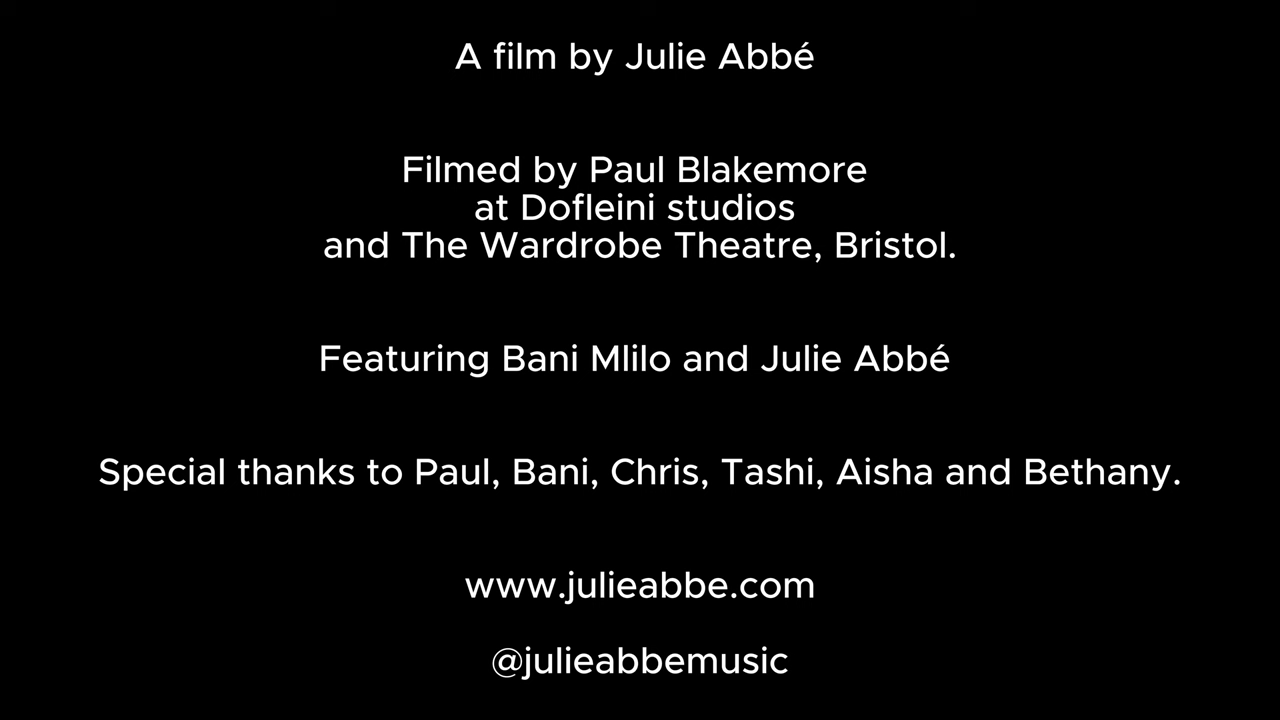 A film by Julie Abbé
Filmed by Paul Blakemore
at Dofleini studios
and The Wardrobe Theatre, Bristol.
Featuring Bani Mlilo and Julie Abbé
Special thanks to Paul, Bani, Chris, Tashi, Aisha and Bethany.
www.julieabbe.com
@julieabbemusic